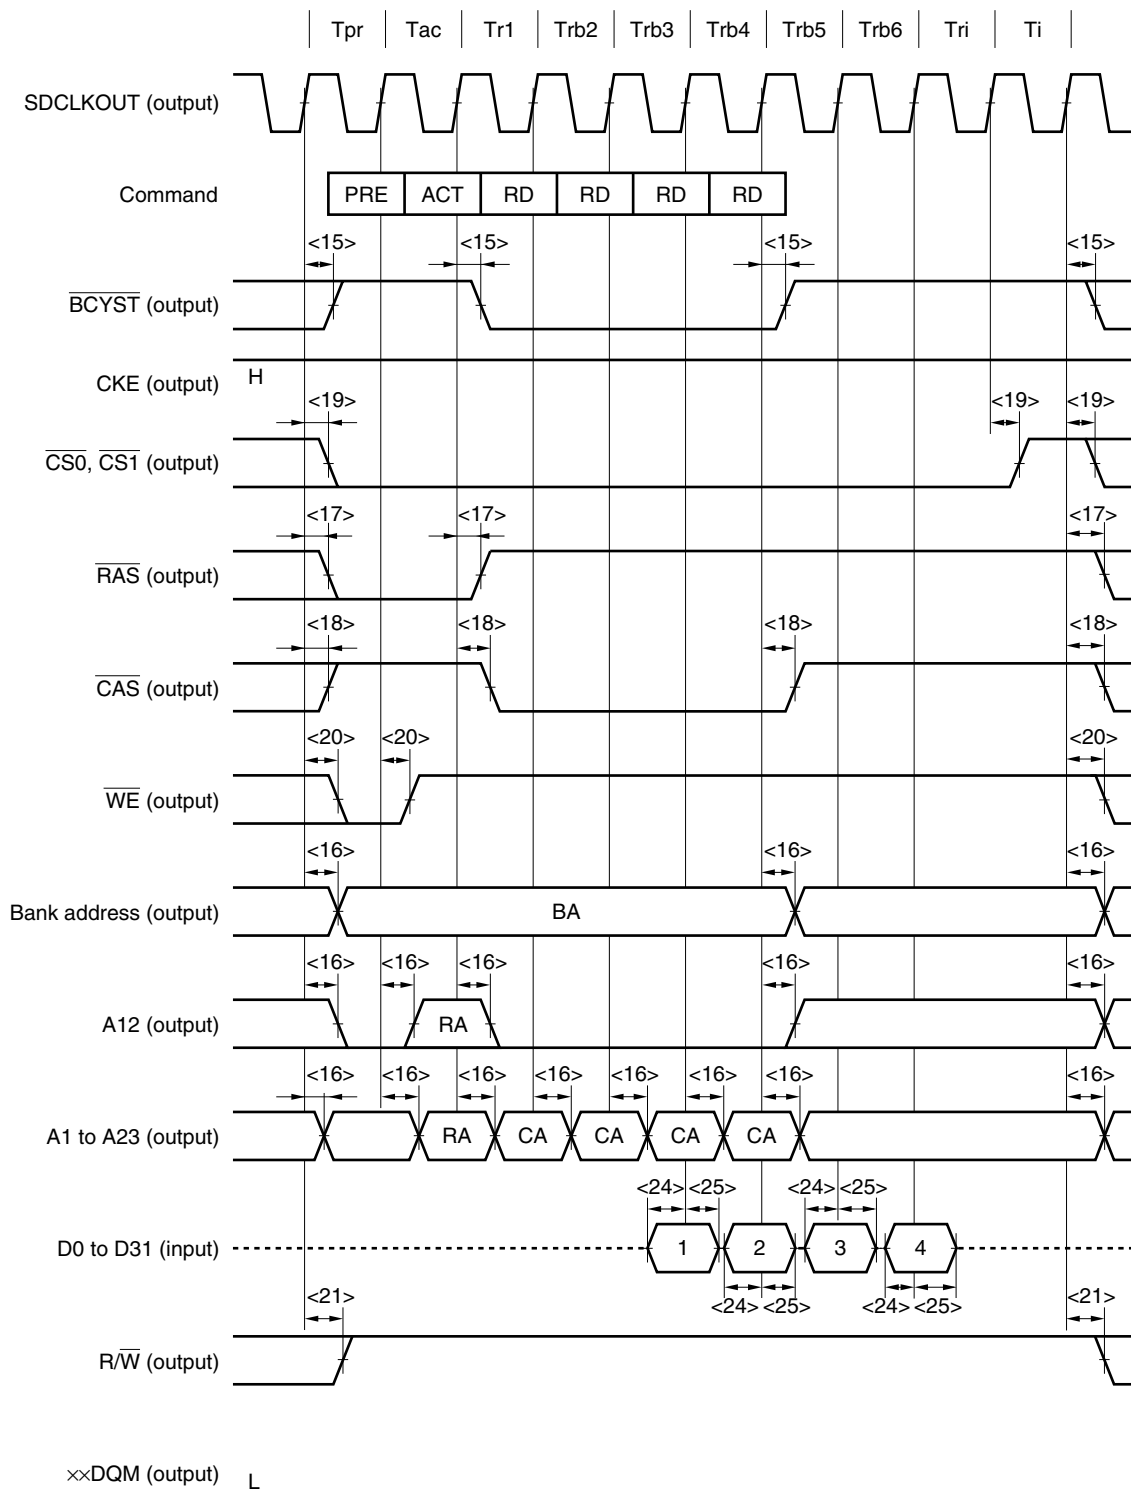 Tpr Tac Tr1 Trb2 Trb3 Trb4 Trb5 Trb6 Tri Ti
SDCLKOUT (output)
Command PRE ACT RD RD RD RD
<15> <15> <15> <15>
BCYST (output)
CKE (output) H
<19> <19> <19>
CS0, CS1 (output)
<17> <17> <17>
RAS (output)
<18> <18> <18> <18>
CAS (output)
<20> <20> <20>
WE (output)
<16> <16> <16>
Bank address (output) BA
<16> <16> <16> <16> <16>
A12 (output) RA
<16> <16> <16> <16> <16> <16> <16> <16>
A1 to A23 (output) RA CA CA CA CA
<24> <25> <24> <25>
D0 to D31 (input) 1 2 3 4
<24> <25> <24> <25>
<21> <21>
R/W (output)
××DQM (output) L